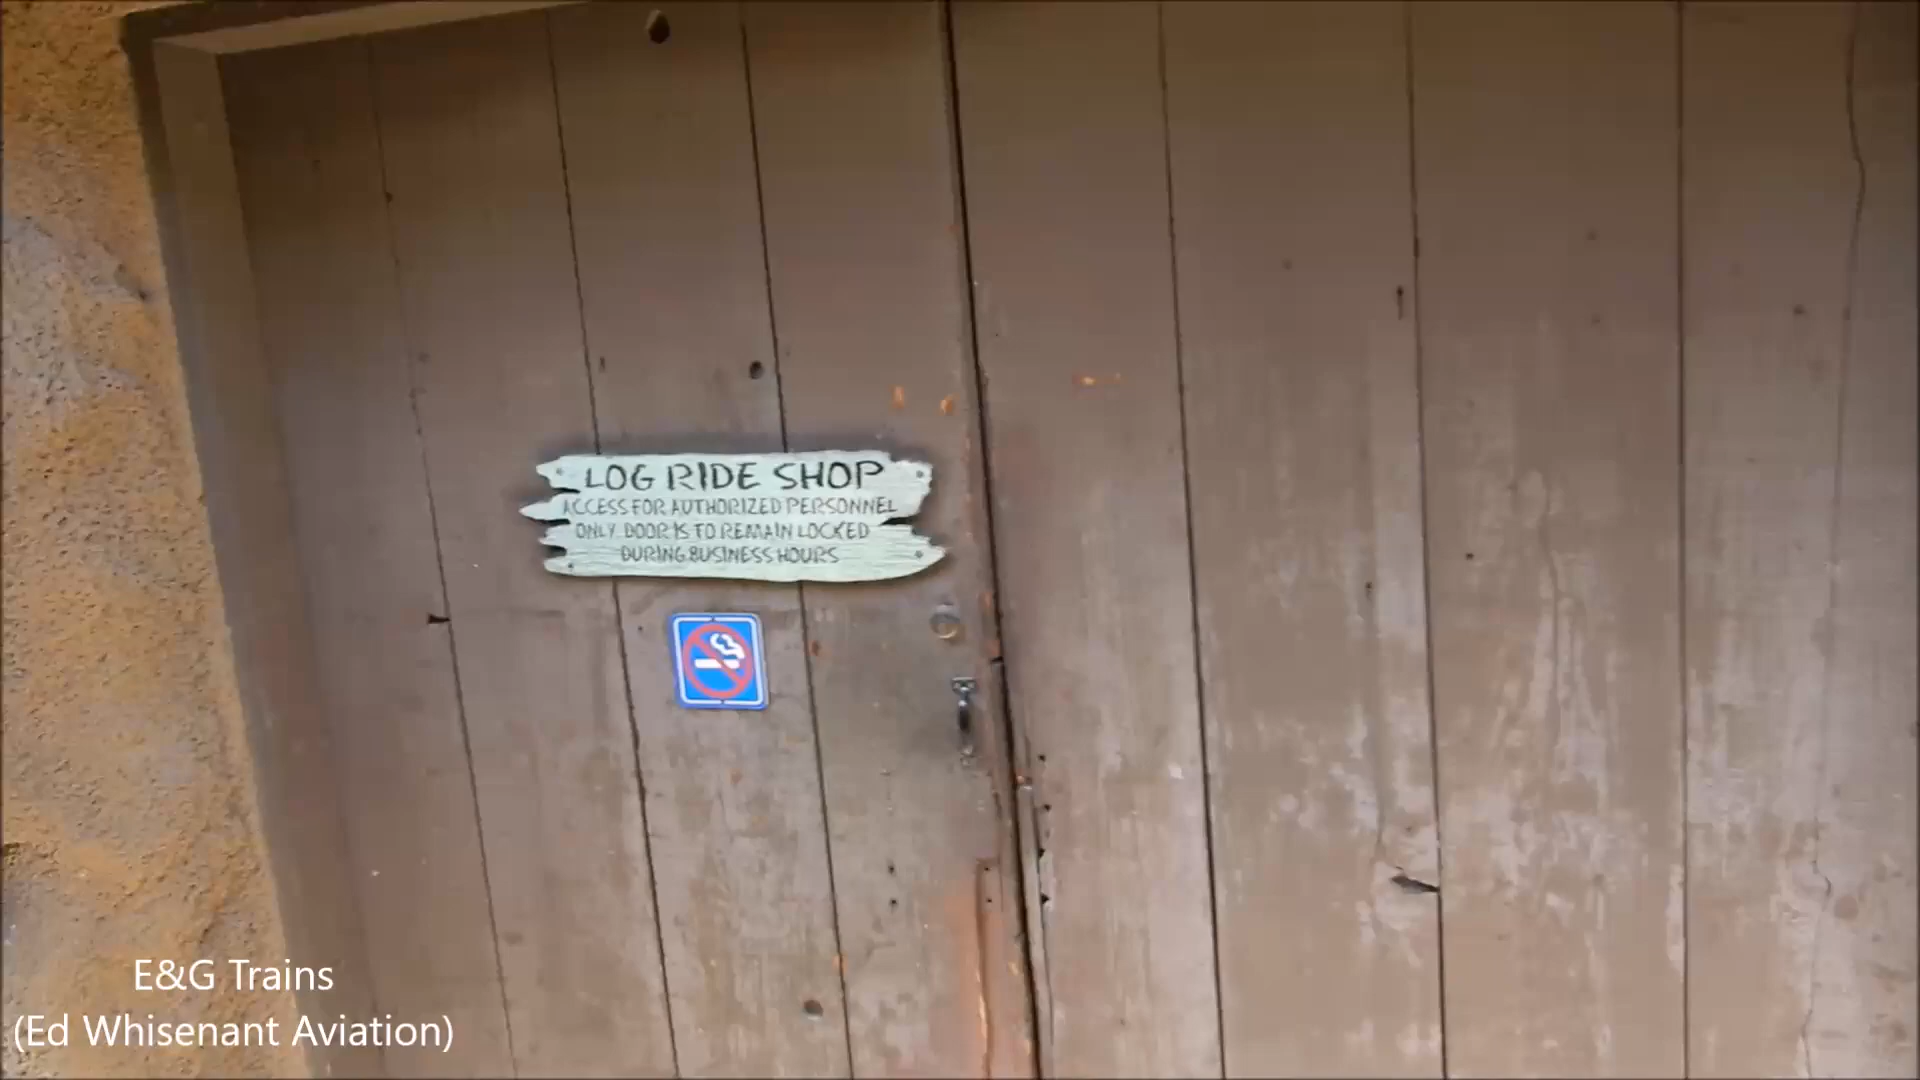 LOG RIDE SHOP
ACCESS FOR AUTHORIZED PERSONNEL
ONLY DOOR IS TO REMAIN LOCKED
DURING BUSINESS HOURS
E&G Trains
(Ed Whisenant Aviation)